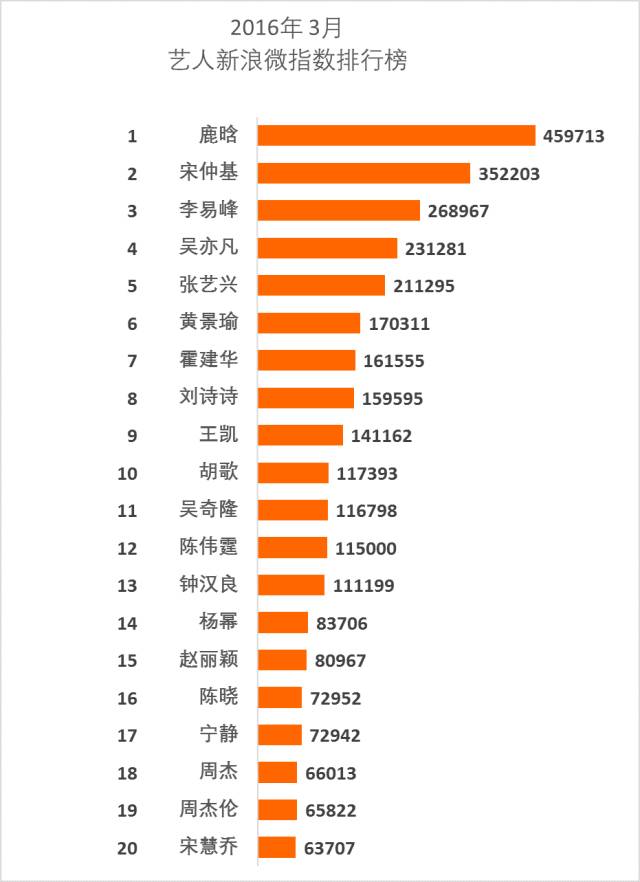 2016年 3月
艺人新浪微指数排行榜
1 鹿晗 459713
2 宋仲基 352203
3 李易峰 268967
4 吴亦凡 231281
5 张艺兴 211295
6 黄景瑜 170311
7 霍建华 161555
8 刘诗诗 159595
9 王凯 141162
10 胡歌 117393
11 吴奇隆 116798
12 陈伟霆 115000
13 钟汉良 111199
14 杨幂 83706
15 赵丽颖 80967
16 陈晓 72952
17 宁静 72942
18 周杰 66013
19 周杰伦 65822
20 宋慧乔 63707